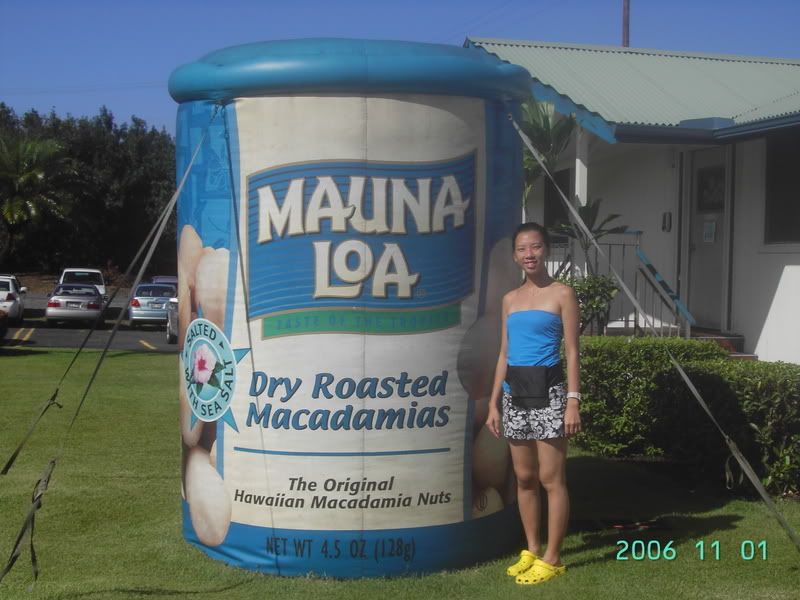 MAUNA
LOA
TASTE OF THE TROPICS
SALTED
WITH SEA SALT
Dry Roasted
Macadamias
The Original
Hawaiian Macadamia Nuts
NET WT 4.5 OZ (128g)
2006 11 01